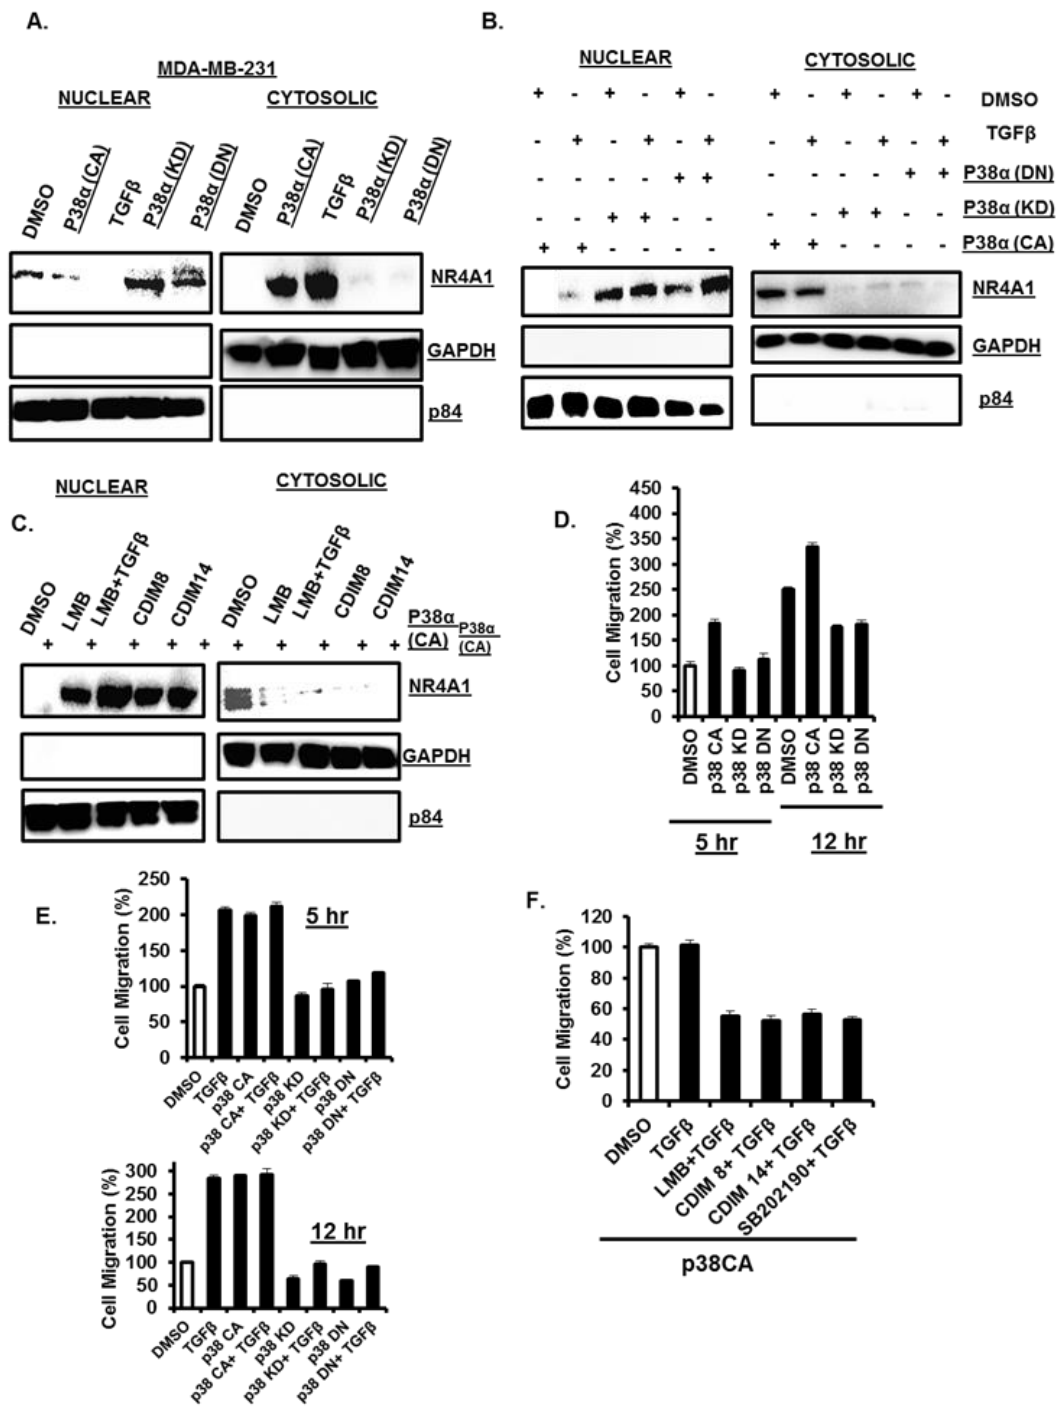 A.
MDA-MB-231
NUCLEAR CYTOSOLIC
DMSO P38α (CA) TGFβ P38α (KD) P38α (DN) DMSO P38α (CA) TGFβ P38α (KD) P38α (DN)
NR4A1
GAPDH
p84
B.
NUCLEAR CYTOSOLIC
+ - + - + - + - + - + - DMSO
- + - + - + - + - + - + TGFβ
- - - - + + - - - - + + P38α (DN)
- - + + - - - - + + - - P38α (KD)
+ + - - - - + + - - - - P38α (CA)
NR4A1
GAPDH
p84
C.
NUCLEAR CYTOSOLIC
DMSO LMB LMB+TGFβ CDIM8 CDIM14 DMSO LMB LMB+TGFβ CDIM8 CDIM14
+ + + + + + + + + + P38α (CA) P38α (CA)
NR4A1
GAPDH
p84
D.
Cell Migration (%)
450
400
350
300
250
200
150
100
50
0
DMSO p38 CA p38 KD p38 DN DMSO p38 CA p38 KD p38 DN
5 hr 12 hr
E.
Cell Migration (%)
250
200
150
100
50
0
5 hr
DMSO TGFβ p38 CA p38 CA+ TGFβ p38 KD p38 KD+ TGFβ p38 DN p38 DN+ TGFβ
Cell Migration (%)
300
250
200
150
100
50
0
12 hr
DMSO TGFβ p38 CA p38 CA+ TGFβ p38 KD p38 KD+ TGFβ p38 DN p38 DN+ TGFβ
F.
Cell Migration (%)
120
100
80
60
40
20
0
DMSO TGFβ LMB+TGFβ CDIM 8+ TGFβ CDIM 14+ TGFβ SB202190+ TGFβ
p38CA